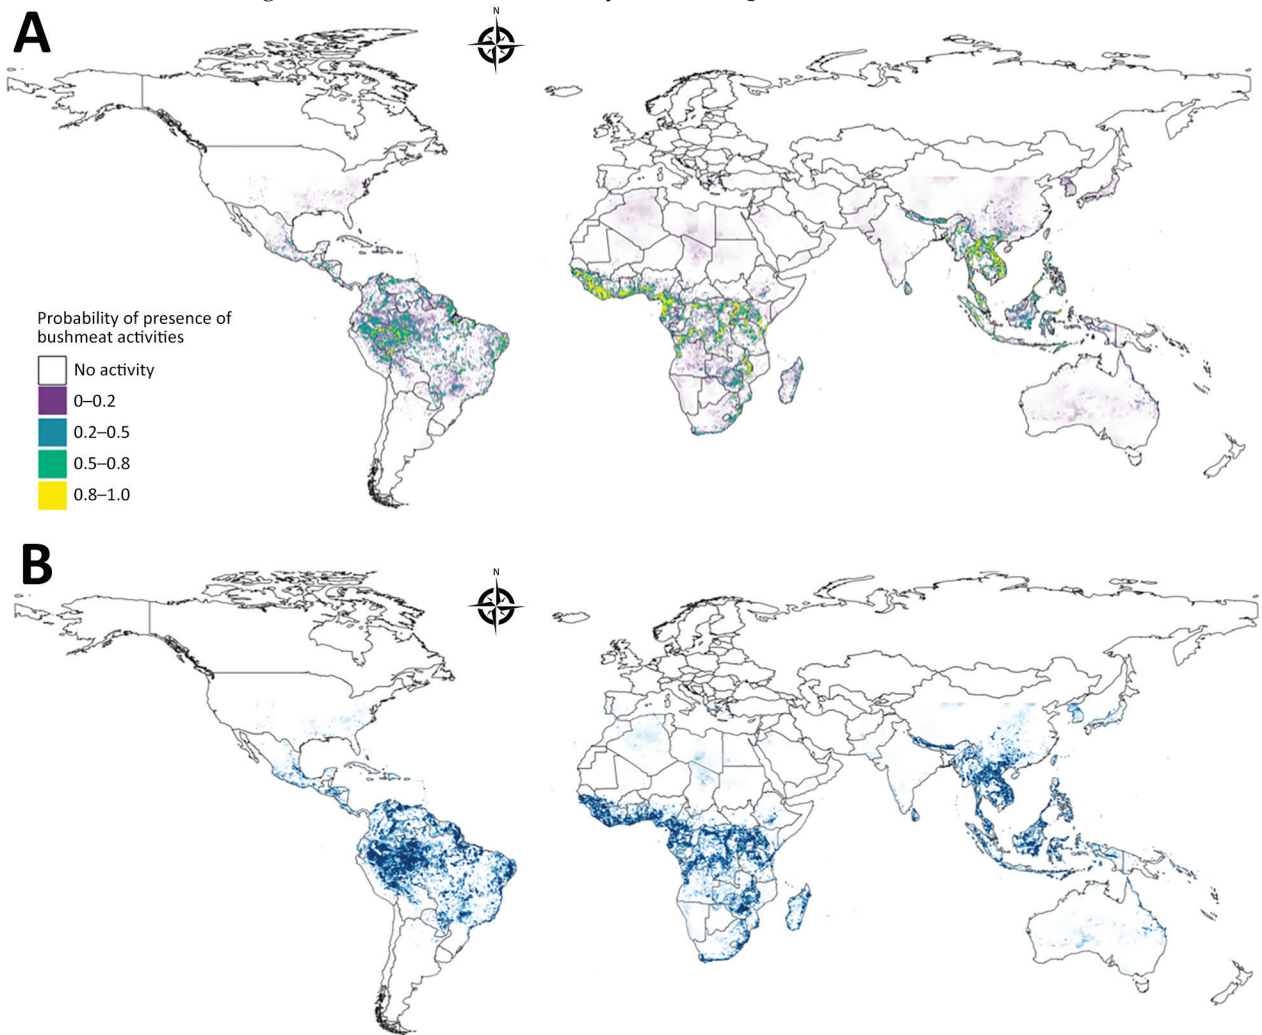 A
N
Probability of presence of
bushmeat activities
No activity
0–0.2
0.2–0.5
0.5–0.8
0.8–1.0
B
N